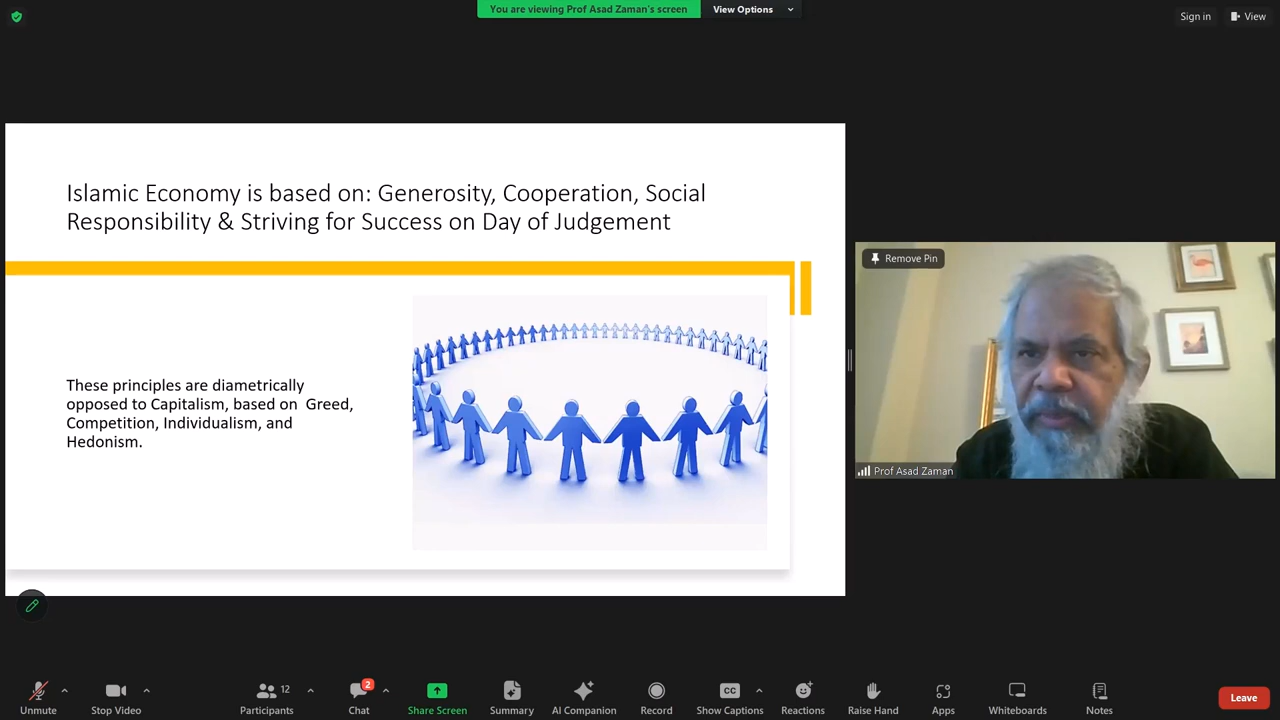 You are viewing Prof Asad Zaman's screen
View Options
Sign in
View
Islamic Economy is based on: Generosity, Cooperation, Social
Responsibility & Striving for Success on Day of Judgement
These principles are diametrically
opposed to Capitalism, based on  Greed,
Competition, Individualism, and
Hedonism.
Remove Pin
Prof Asad Zaman
12
2
CC
Unmute
Stop Video
Participants
Chat
Share Screen
Summary
AI Companion
Record
Show Captions
Reactions
Raise Hand
Apps
Whiteboards
Notes
Leave